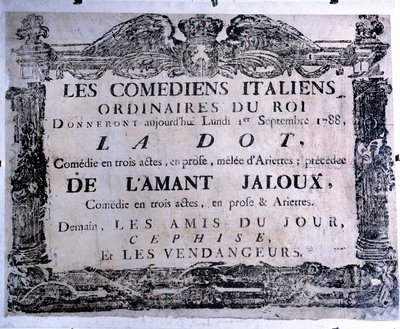 LES COMEDIENS ITALIENS
ORDINAIRES DU ROI
DONNERONT aujourd'hui Lundi 1er Septembre 1788,
LA DOT,
Comédie en trois actes, en prose, mêlée d'Ariettes; précédée
DE L'AMANT JALOUX,
Comédie en trois actes, en prose & Ariettes.
Demain, LES AMIS DU JOUR,
CEPHISE,
Et LES VENDANGEURS.